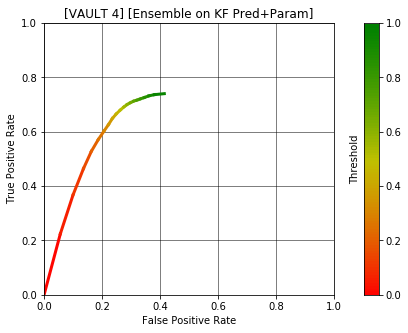 [VAULT 4] [Ensemble on KF Pred+Param]
1.0
0.8
0.6
0.4
0.2
0.0
True Positive Rate
0.0 0.2 0.4 0.6 0.8 1.0
False Positive Rate
Threshold
1.0
0.8
0.6
0.4
0.2
0.0